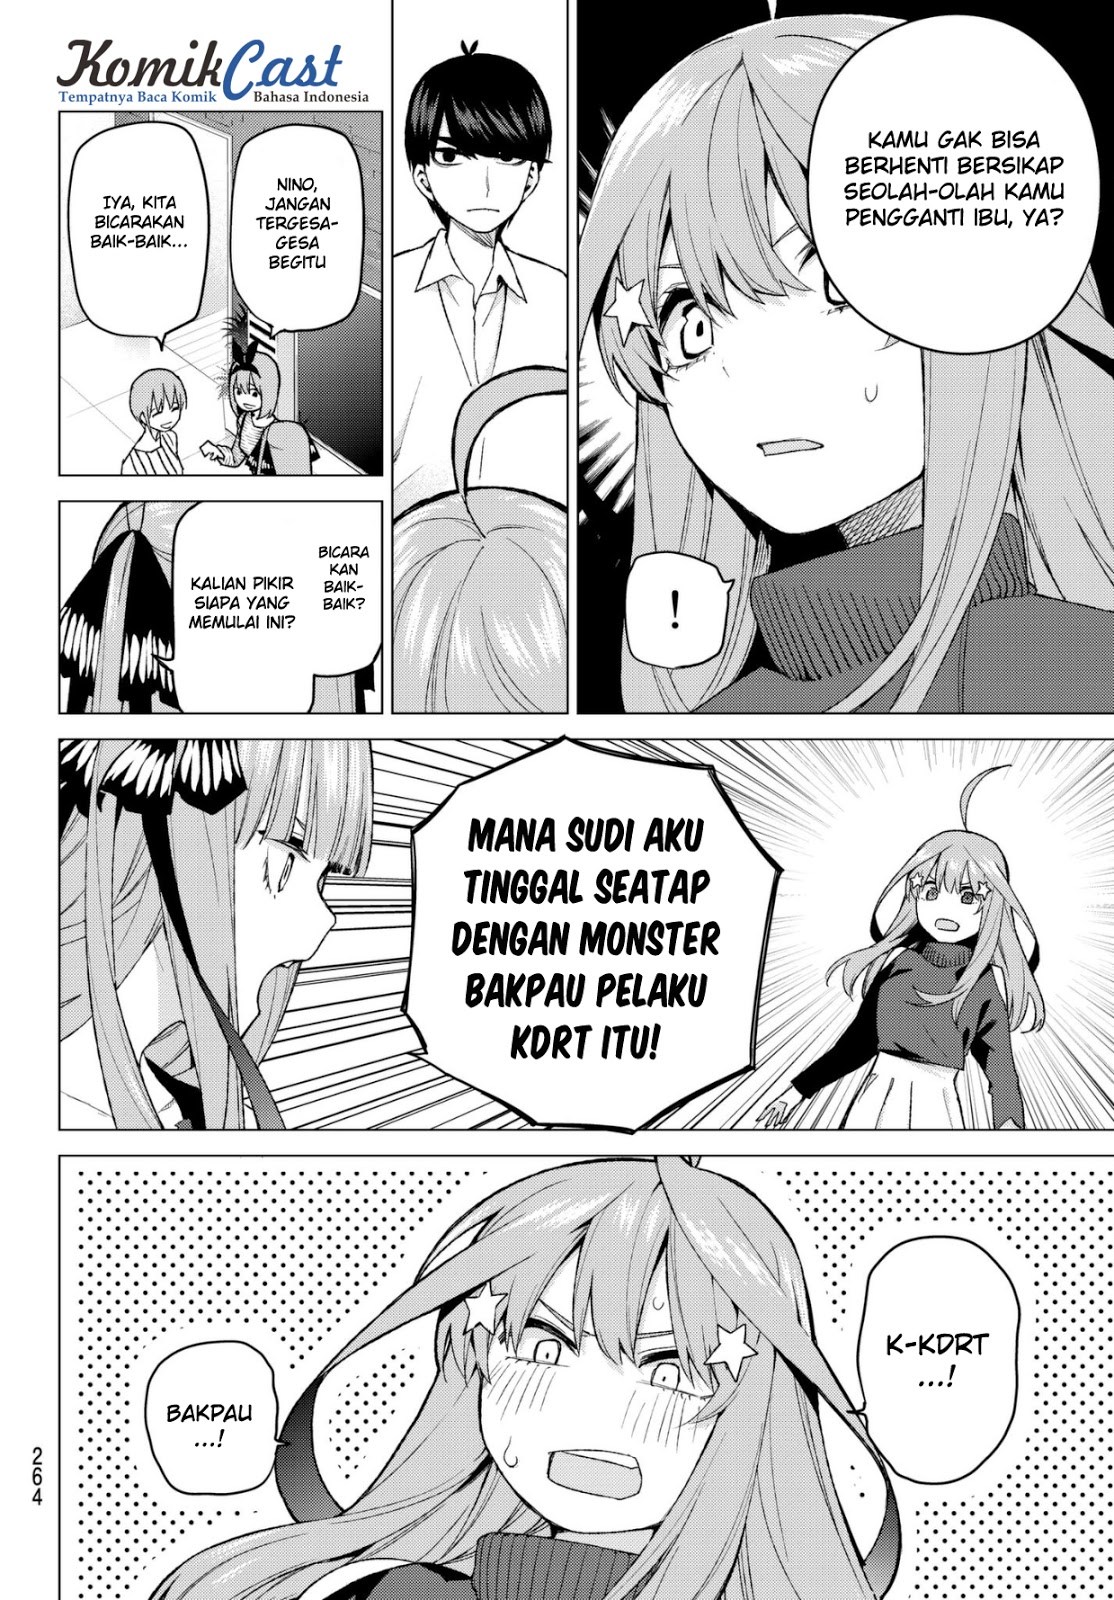 KomikCast
Tempatnya Baca Komik Bahasa Indonesia
KAMU GAK BISA
BERHENTI BERSIKAP
SEOLAH-OLAH KAMU
PENGGANTI IBU, YA?
!
NINO,
JANGAN
TERGESA-
GESA
BEGITU
IYA, KITA
BICARAKAN
BAIK-BAIK...
BICARA
KAN
BAIK-
BAIK?
KALIAN PIKIR
SIAPA YANG
MEMULAI INI?
MANA SUDI AKU
TINGGAL SEATAP
DENGAN MONSTER
BAKPAU PELAKU
KDRT ITU!
K-KDRT
...!
BAKPAU
...!
264